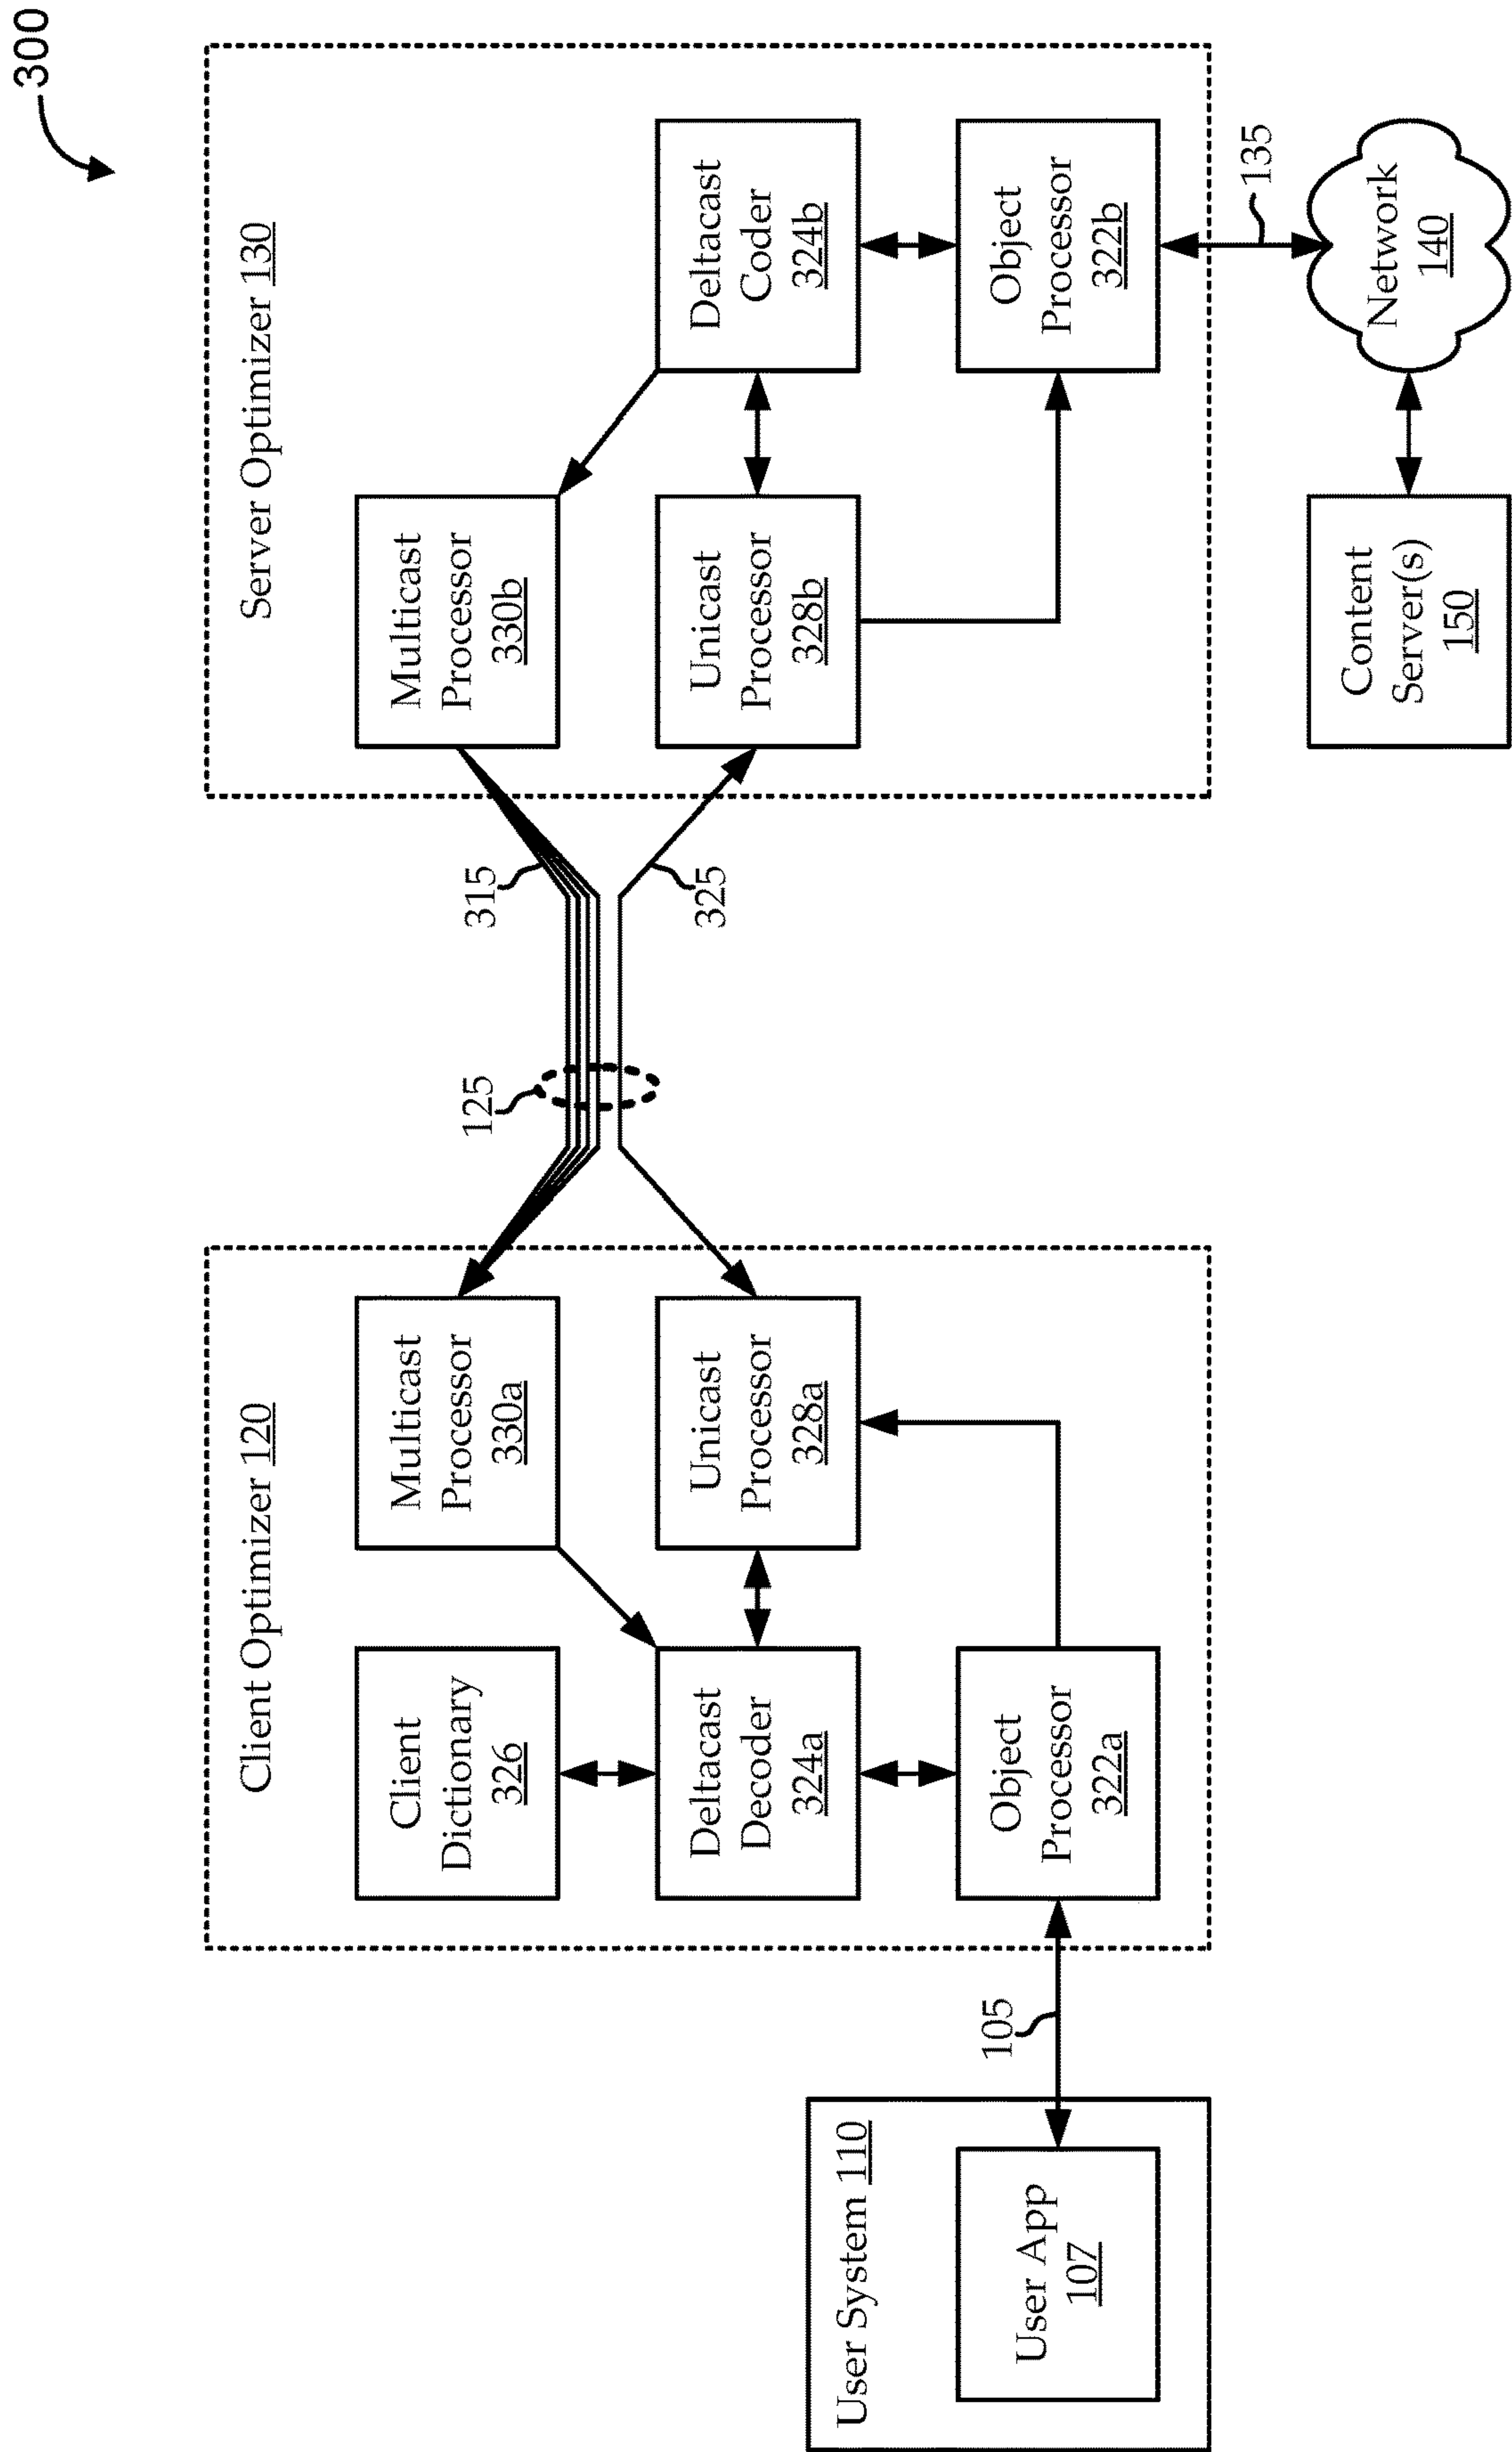 300
Client Optimizer 120
Client
Dictionary
326
Multicast
Processor
330a
Deltacast
Decoder
324a
Unicast
Processor
328a
Object
Processor
322a
User System 110
User App
107
105
125
315
325
Server Optimizer 130
Multicast
Processor
330b
Unicast
Processor
328b
Deltacast
Coder
324b
Object
Processor
322b
135
Content
Server(s)
150
Network
140